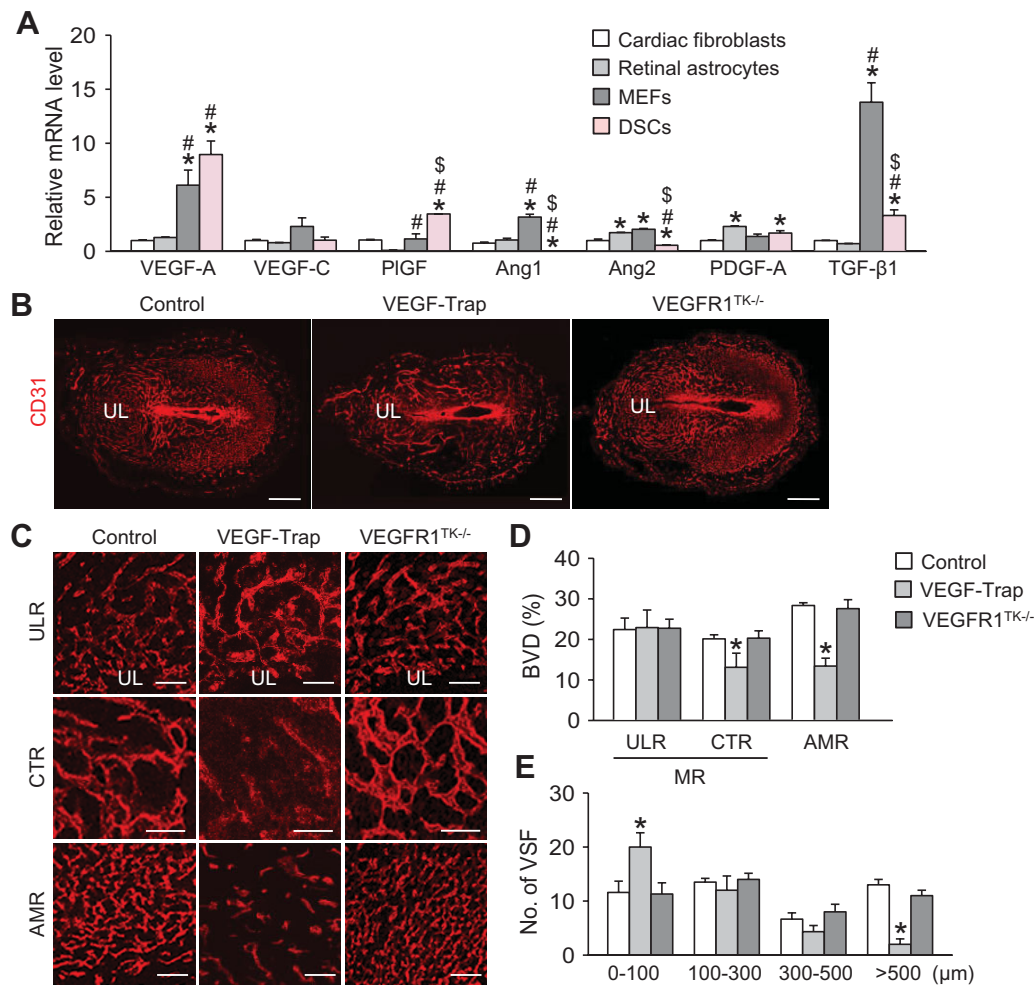 A
Relative mRNA level
20
15
10
5
0
Cardiac fibroblasts
Retinal astrocytes
MEFs
DSCs
# * # * # $ # * # * $ # * * * $ # * * * # * $ # *
VEGF-A VEGF-C PlGF Ang1 Ang2 PDGF-A TGF-β1
B
Control VEGF-Trap VEGFR1TK-/-
CD31
UL UL UL
C
Control VEGF-Trap VEGFR1TK-/-
ULR
UL UL UL
CTR
AMR
D
BVD (%)
40
30
20
10
0
* *
Control
VEGF-Trap
VEGFR1TK-/-
ULR CTR AMR
MR
E
No. of VSF
30
20
10
0
* *
0-100 100-300 300-500 >500 (μm)